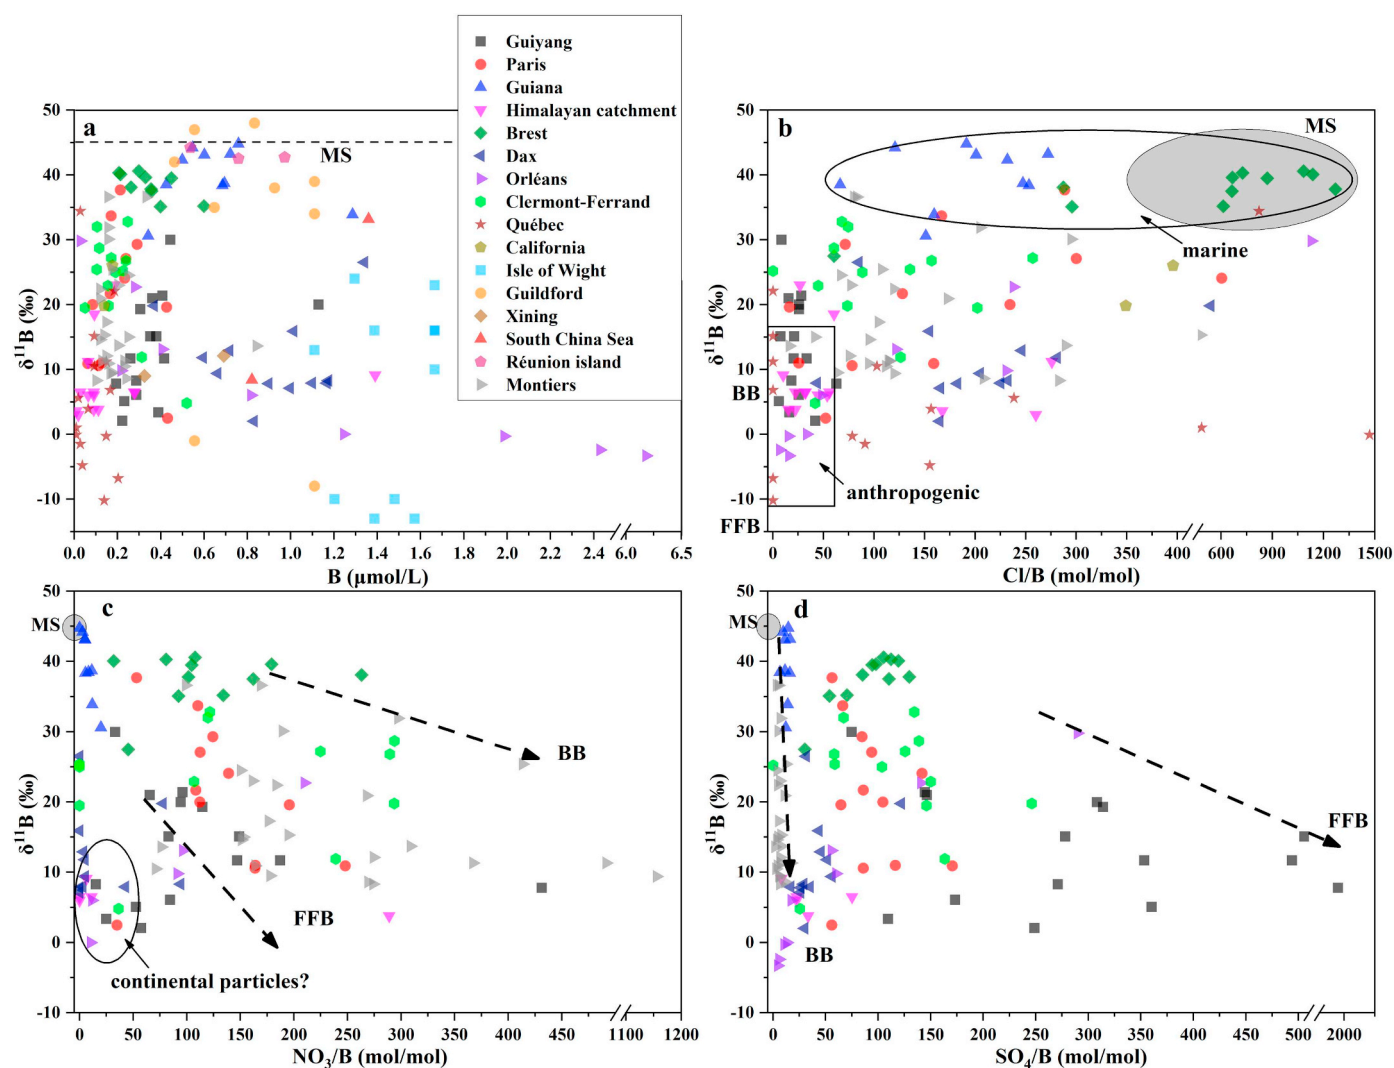 Guiyang
Paris
Guiana
Himalayan catchment
Brest
Dax
Orléans
Clermont-Ferrand
Québec
California
Isle of Wight
Guildford
Xining
South China Sea
Réunion island
Montiers
a
MS
50
40
30
20
10
0
-10
δ¹¹B (‰)
0.0 0.2 0.4 0.6 0.8 1.0 1.2 1.4 1.6 1.8 2.0 2.2 2.4 6.0 6.5
B (μmol/L)
b
MS
marine
anthropogenic
50
40
30
20
10
BB
0
-10
FFB
δ¹¹B (‰)
0 50 100 150 200 250 300 350 400 600 900 1200 1500
Cl/B (mol/mol)
c
50
MS
40
30
20
10
0
-10
δ¹¹B (‰)
BB
FFB
continental particles?
0 50 100 150 200 250 300 350 400 450 500 1100 1200
NO₃/B (mol/mol)
d
50
MS
40
30
20
10
0
-10
δ¹¹B (‰)
FFB
BB
0 50 100 150 200 250 300 350 400 450 500 2000
SO₄/B (mol/mol)